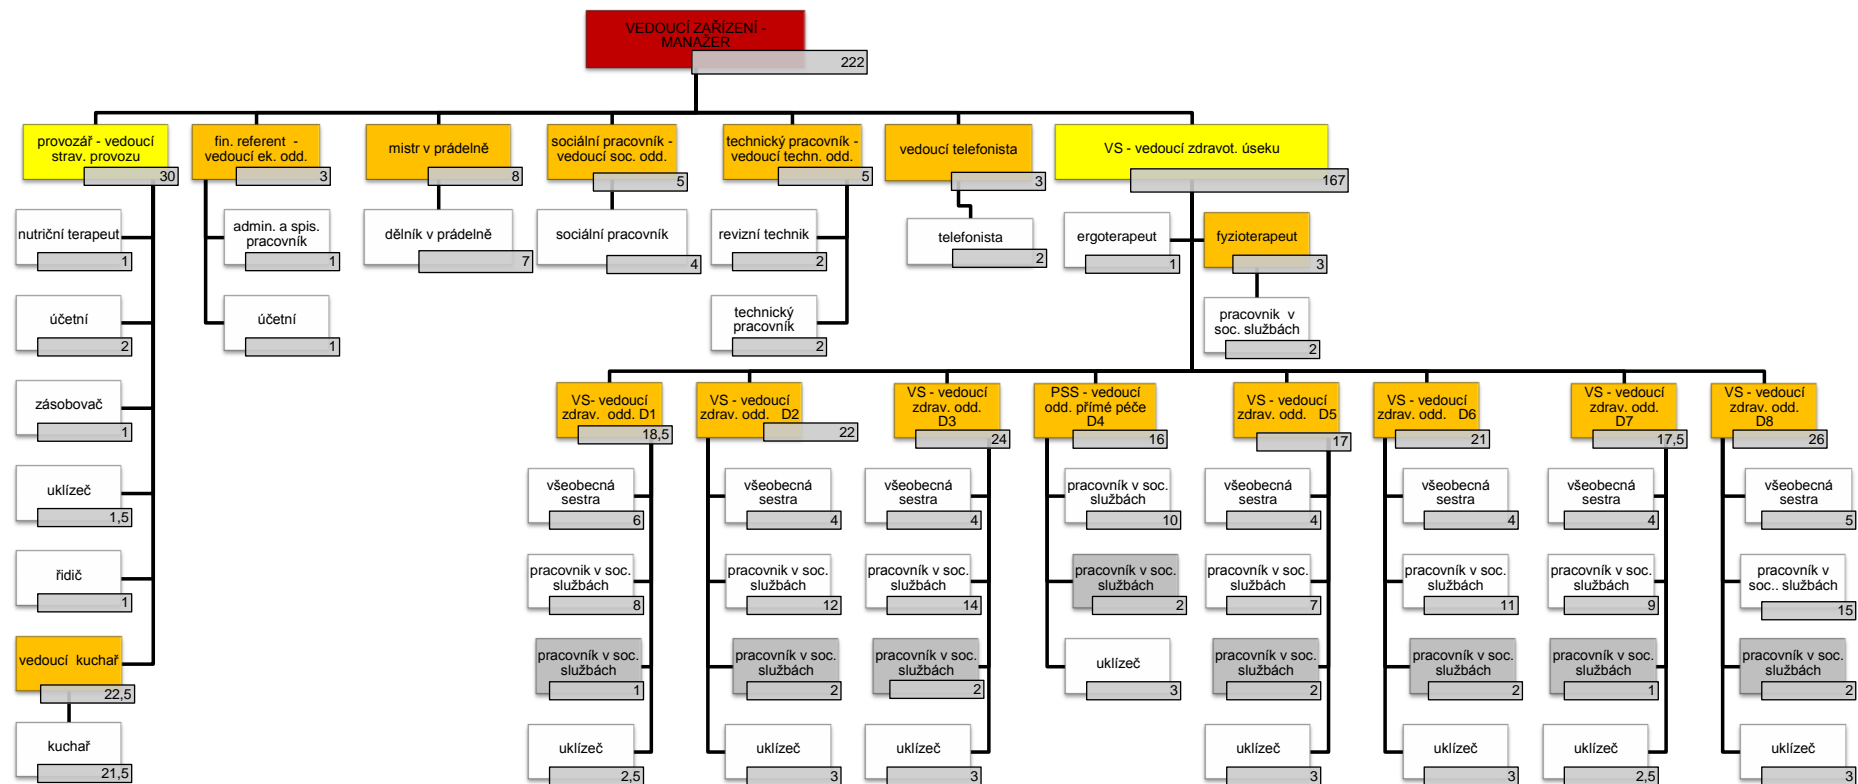 VEDOUCÍ ZAŘÍZENÍ -
MANAŽER
222
provozář - vedoucí
strav. provozu
30
fin. referent -
vedoucí ek. odd.
3
mistr v prádelně
8
sociální pracovník -
vedoucí soc. odd.
5
technický pracovník -
vedoucí techn. odd.
5
vedoucí telefonista
3
VS - vedoucí zdravot. úseku
167
nutriční terapeut
1
admin. a spis.
pracovník
1
dělník v prádelně
7
sociální pracovník
4
revizní technik
2
telefonista
2
ergoterapeut
1
fyzioterapeut
3
účetní
2
účetní
1
technický
pracovník
2
pracovnik v
soc. službách
2
zásobovač
1
uklízeč
1,5
řidič
1
vedoucí kuchař
22,5
kuchař
21,5
VS- vedoucí
zdrav. odd. D1
18,5
všeobecná
sestra
6
pracovnik v soc.
službách
8
pracovník v soc.
službách
1
uklízeč
2,5
VS - vedoucí
zdrav. odd. D2
22
všeobecná
sestra
4
pracovnik v soc.
službách
12
pracovník v soc.
službách
2
uklízeč
3
VS - vedoucí
zdrav. odd.
D3
24
všeobecná
sestra
4
pracovník v soc.
službách
14
pracovník v soc.
službách
2
uklízeč
3
PSS - vedoucí
odd. přímé péče
D4
16
pracovník v soc.
službách
10
pracovník v soc.
službách
2
uklízeč
3
VS - vedoucí
zdrav. odd. D5
17
všeobecná
sestra
4
pracovník v soc.
službách
7
pracovník v soc.
službách
2
uklízeč
3
VS - vedoucí
zdrav. odd. D6
21
všeobecná
sestra
4
pracovník v soc.
službách
11
pracovník v soc.
službách
2
uklízeč
3
VS - vedoucí
zdrav. odd.
D7
17,5
všeobecná
sestra
4
pracovník v soc.
službách
9
pracovník v soc.
službách
1
uklízeč
2,5
VS - vedoucí
zdrav. odd.
D8
26
všeobecná
sestra
5
pracovník v
soc.. službách
15
pracovník v soc.
službách
2
uklízeč
3